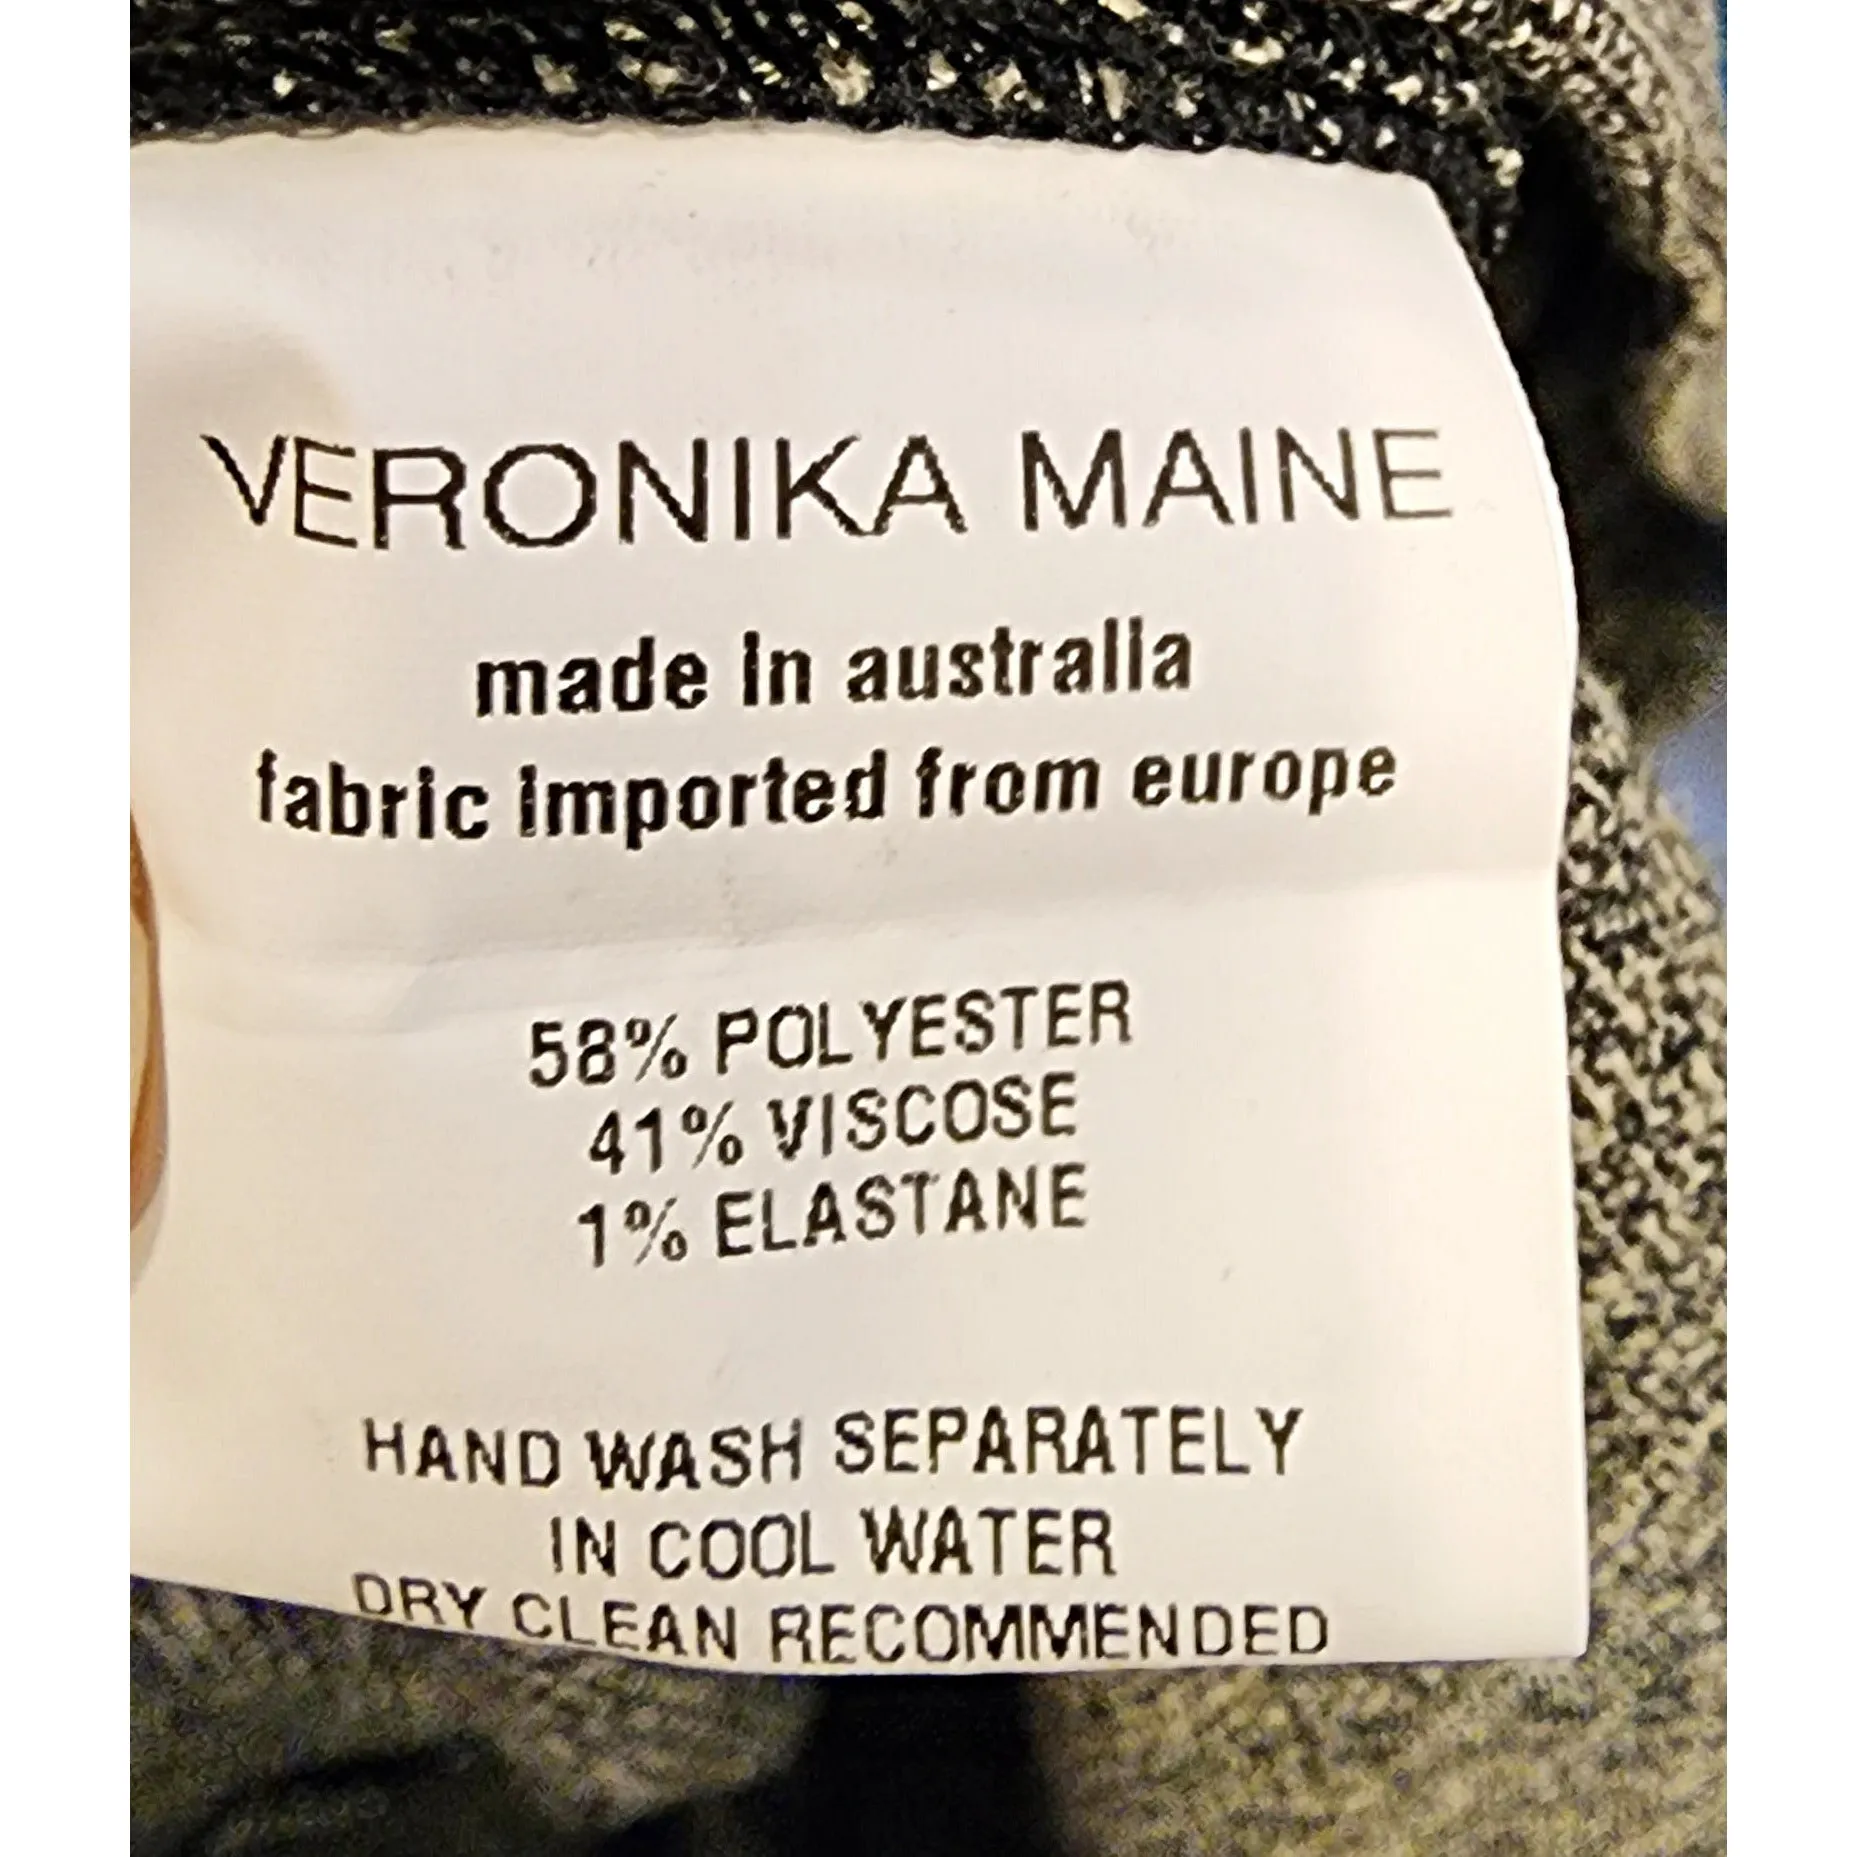 VERONIKA MAINE
made in australia
fabric imported from europe
58% POLYESTER
41% VISCOSE
1% ELASTANE
HAND WASH SEPARATELY
IN COOL WATER
DRY CLEAN RECOMMENDED